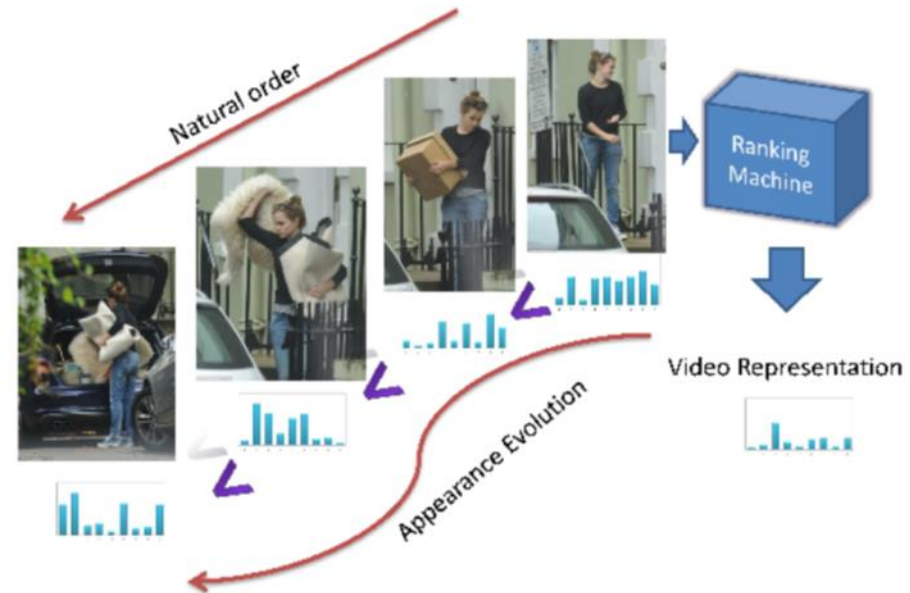 Natural order
Ranking
Machine
Video Representation
Appearance Evolution